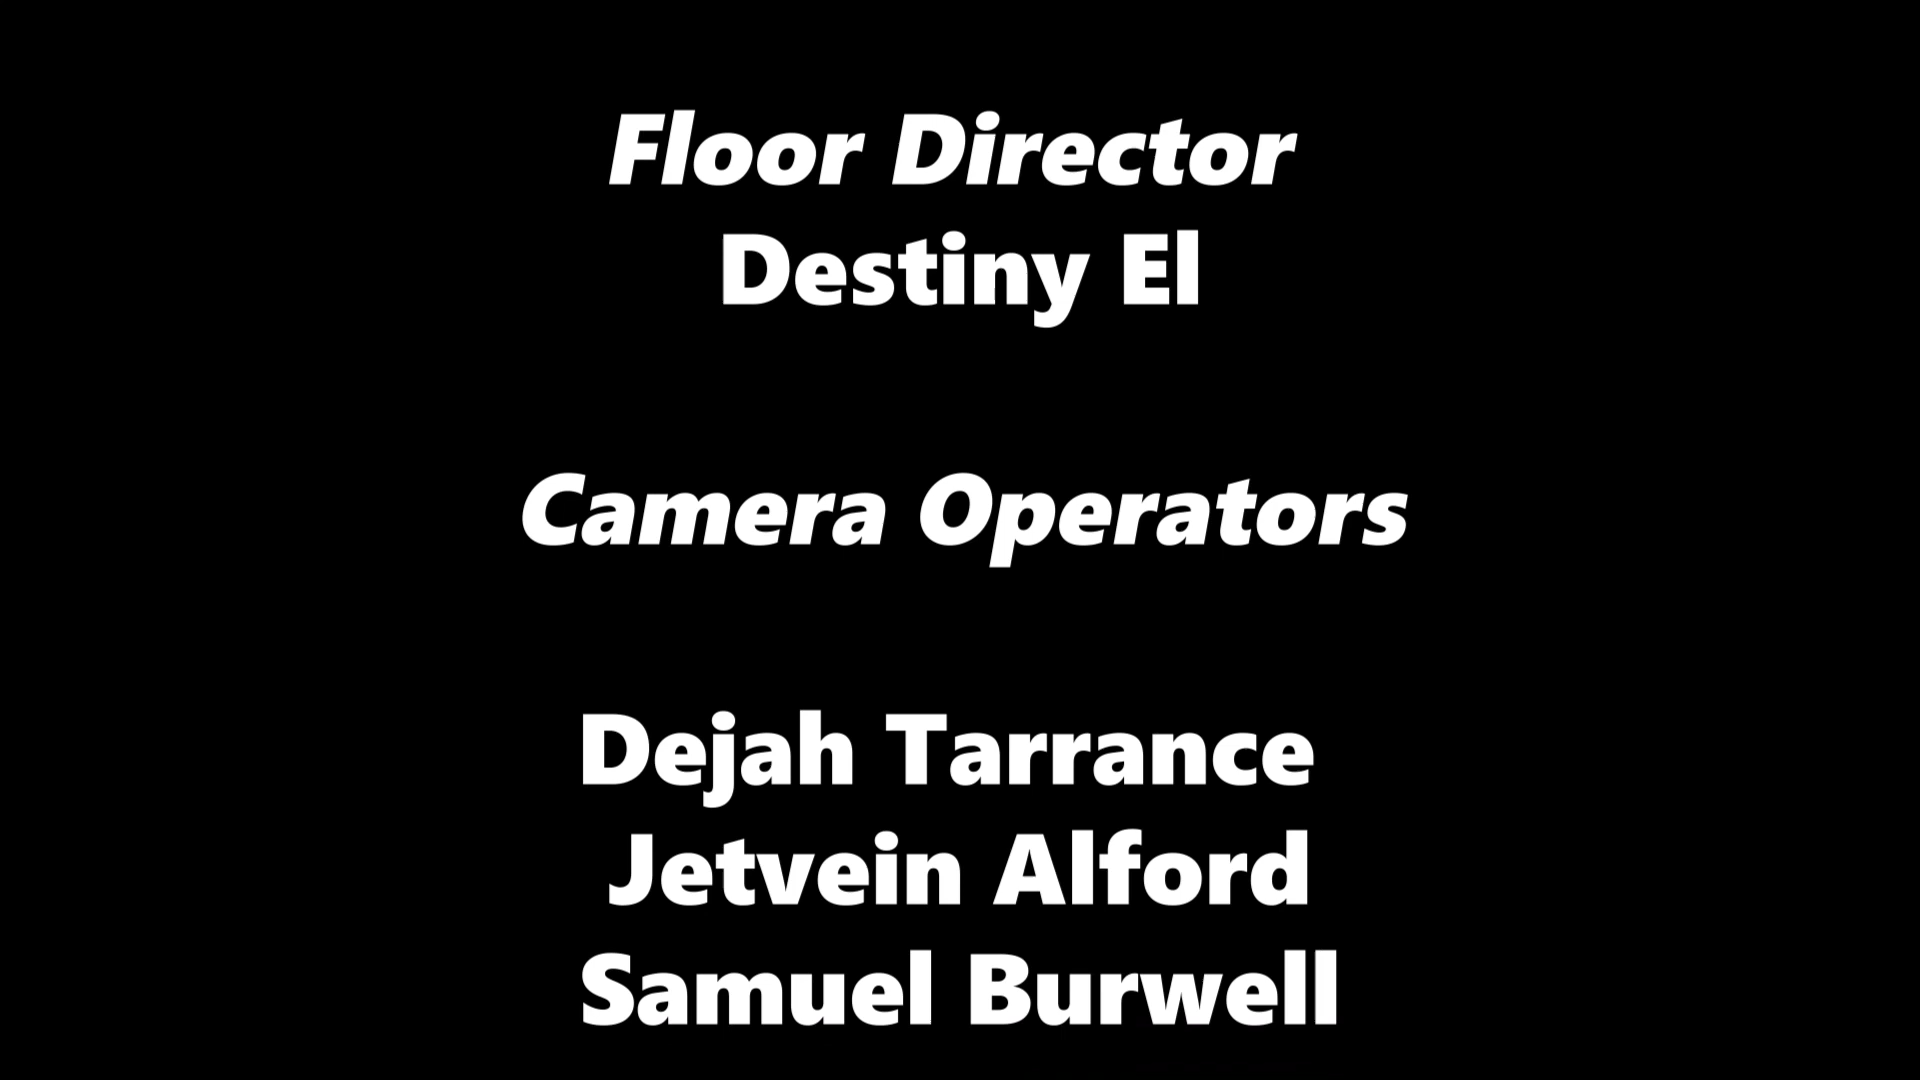 Floor Director
Destiny El
Camera Operators
Dejah Tarrance
Jetvein Alford
Samuel Burwell